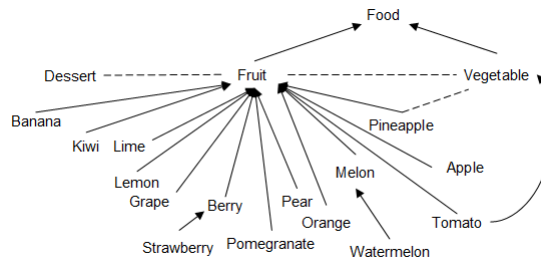 Food
Dessert
Fruit
Vegetable
Banana
Pineapple
Kiwi
Lime
Melon
Apple
Lemon
Grape
Berry
Pear
Orange
Tomato
Strawberry
Pomegranate
Watermelon